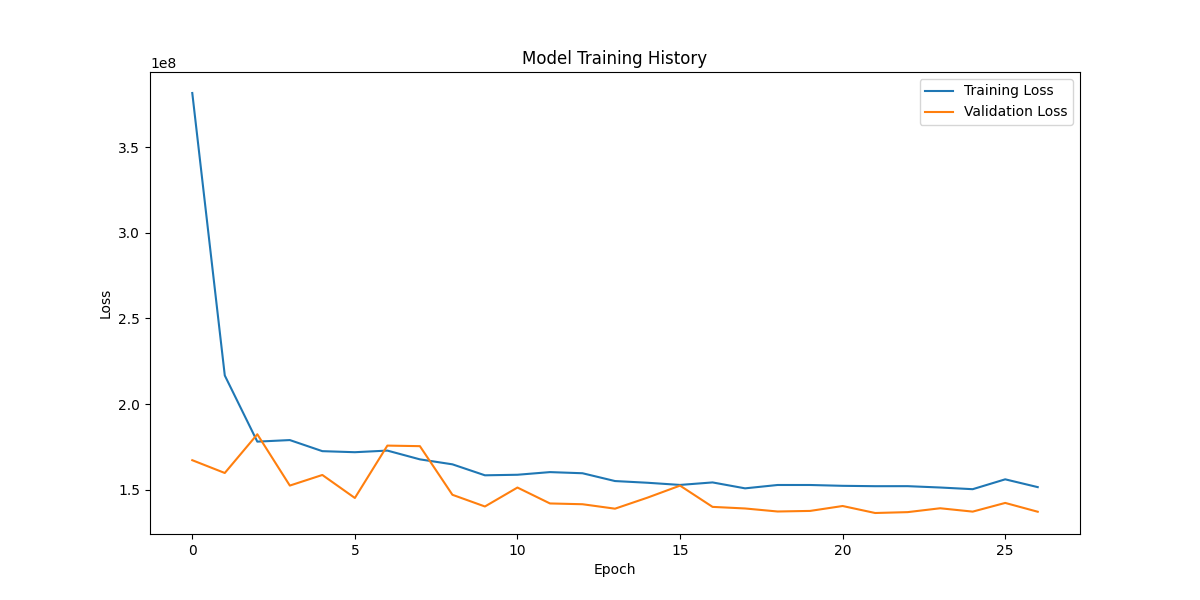 Model Training History
1e8
Training Loss
Validation Loss
3.5
3.0
2.5
2.0
1.5
Loss
0 5 10 15 20 25
Epoch